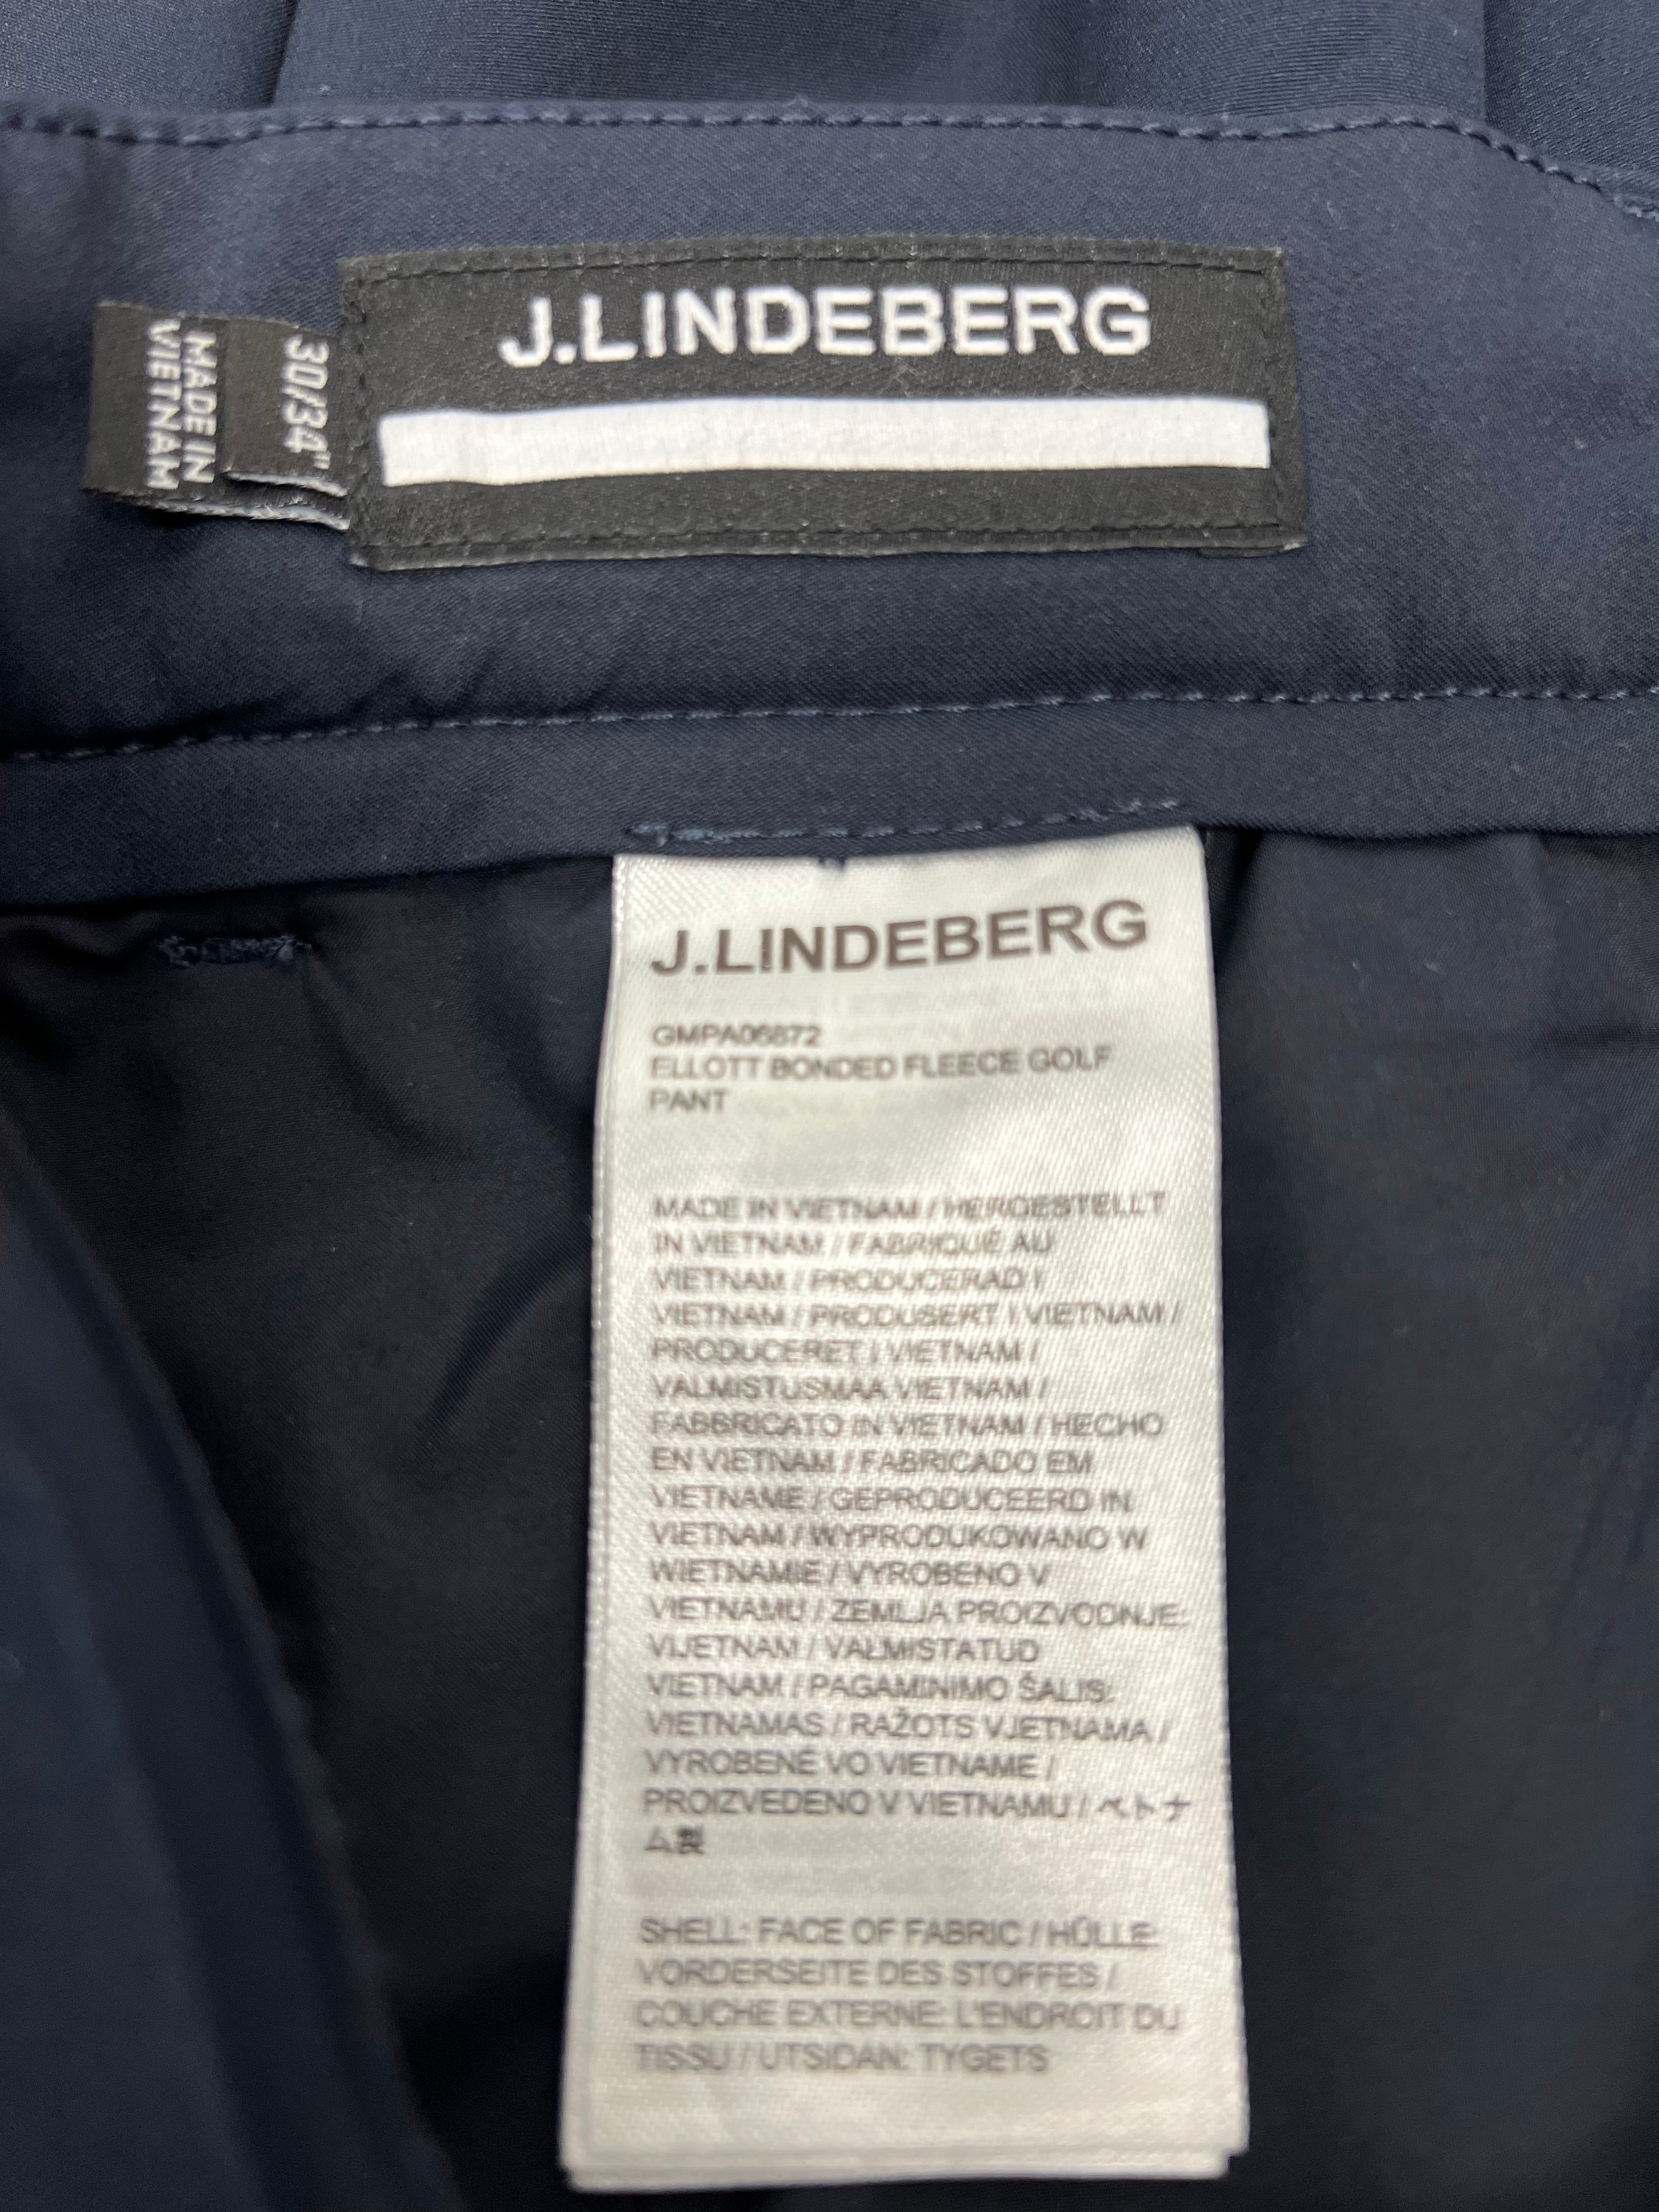 J.LINDEBERG
30/34"
MADE IN
VIETNAM
J.LINDEBERG
GMPA06872
ELLOTT BONDED FLEECE GOLF
PANT
MADE IN VIETNAM / HERGESTELLT
IN VIETNAM / FABRIQUÉ AU
VIETNAM / PRODUCERAD I
VIETNAM / PRODUSERT I VIETNAM /
PRODUCERET I VIETNAM /
VALMISTUSMAA VIETNAM /
FABBRICATO IN VIETNAM / HECHO
EN VIETNAM / FABRICADO EM
VIETNAME / GEPRODUCEERD IN
VIETNAM / WYPRODUKOWANO W
WIETNAMIE / VYROBENO V
VIETNAMU / ZEMLJA PROIZVODNJE:
VIJETNAM / VALMISTATUD
VIETNAM / PAGAMINIMO ŠALIS:
VIETNAMAS / RAŽOTS VJETNAMA /
VYROBENÉ VO VIETNAME /
PROIZVEDENO V VIETNAMU / ベトナ
ム製
SHELL: FACE OF FABRIC / HÜLLE:
VORDERSEITE DES STOFFES /
COUCHE EXTERNE: L'ENDROIT DU
TISSU / UTSIDAN: TYGETS